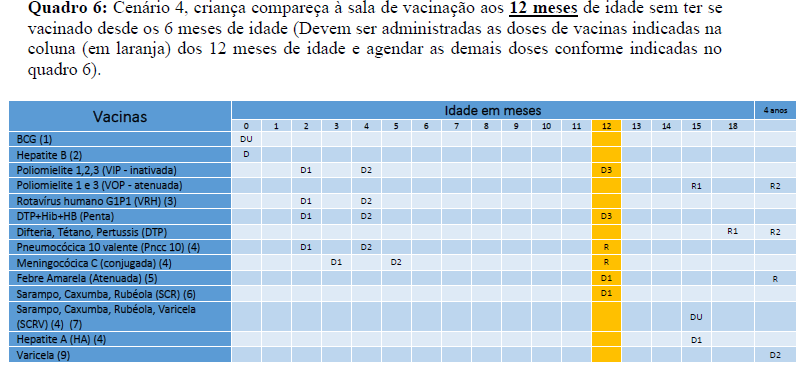 Quadro 6: Cenário 4, criança compareça à sala de vacinação aos 12 meses de idade sem ter se
vacinado desde os 6 meses de idade (Devem ser administradas as doses de vacinas indicadas na
coluna (em laranja) dos 12 meses de idade e agendar as demais doses conforme indicadas no
quadro 6).
Vacinas Idade em meses 4 anos
0 1 2 3 4 5 6 7 8 9 10 11 12 13 14 15 18
BCG (1) DU
Hepatite B (2) D
Poliomielite 1,2,3 (VIP - inativada) D1 D2 D3
Poliomielite 1 e 3 (VOP - atenuada) R1 R2
Rotavírus humano G1P1 (VRH) (3) D1 D2
DTP+Hib+HB (Penta) D1 D2 D3
Difteria, Tétano, Pertussis (DTP) R1 R2
Pneumocócica 10 valente (Pncc 10) (4) D1 D2 R
Meningocócica C (conjugada) (4) D1 D2 R
Febre Amarela (Atenuada) (5) D1 R
Sarampo, Caxumba, Rubéola (SCR) (6) D1
Sarampo, Caxumba, Rubéola, Varicela
(SCRV) (4) (7) DU
Hepatite A (HA) (4) D1
Varicela (9) D2